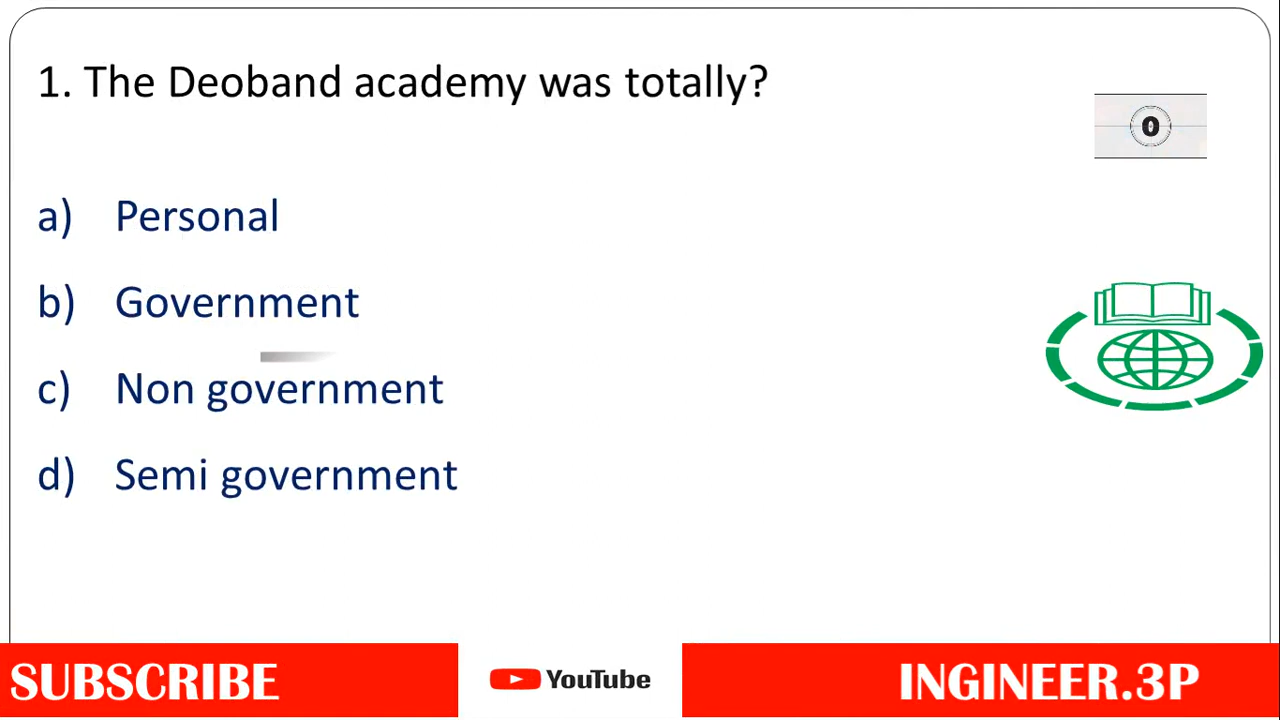 1. The Deoband academy was totally?
0
a) Personal
b) Government
c) Non government
d) Semi government
SUBSCRIBE
YouTube
INGINEER.3P